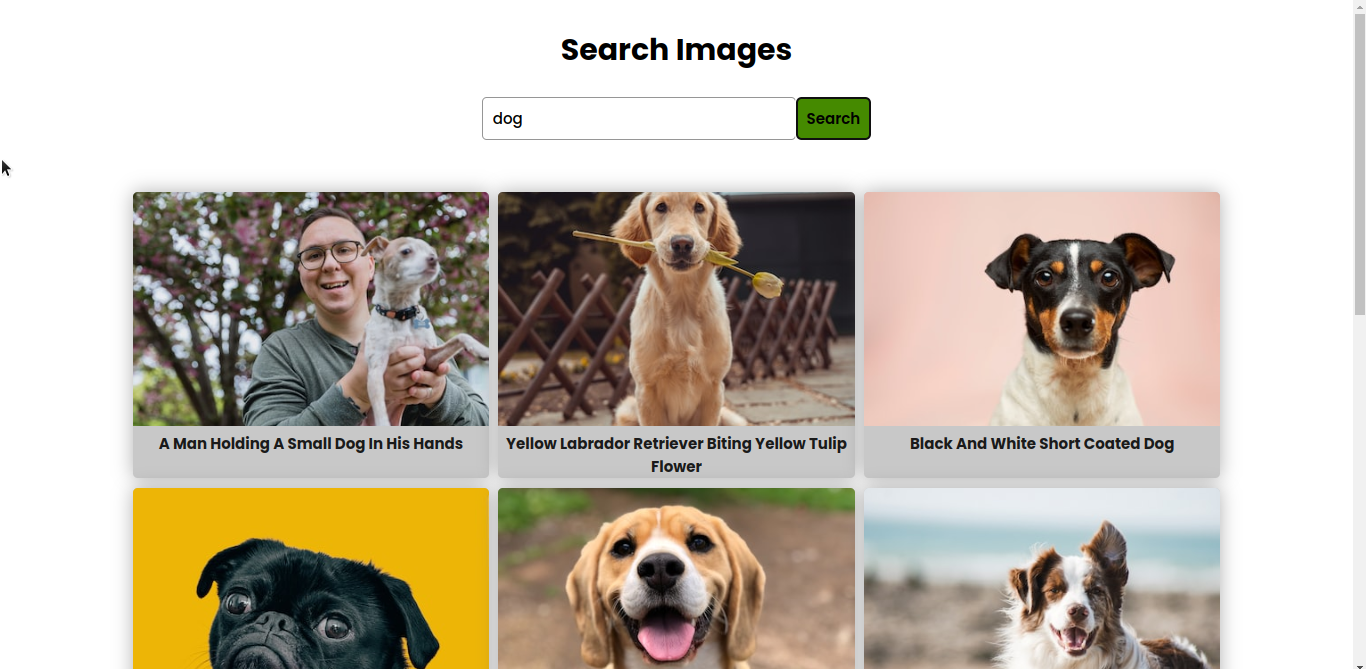 Search Images
dog
Search
A Man Holding A Small Dog In His Hands
Yellow Labrador Retriever Biting Yellow Tulip
Flower
Black And White Short Coated Dog